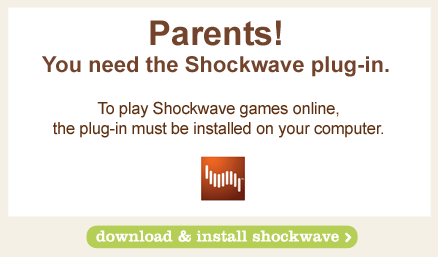 Parents!
You need the Shockwave plug-in.
To play Shockwave games online,
the plug-in must be installed on your computer.
download & install shockwave >